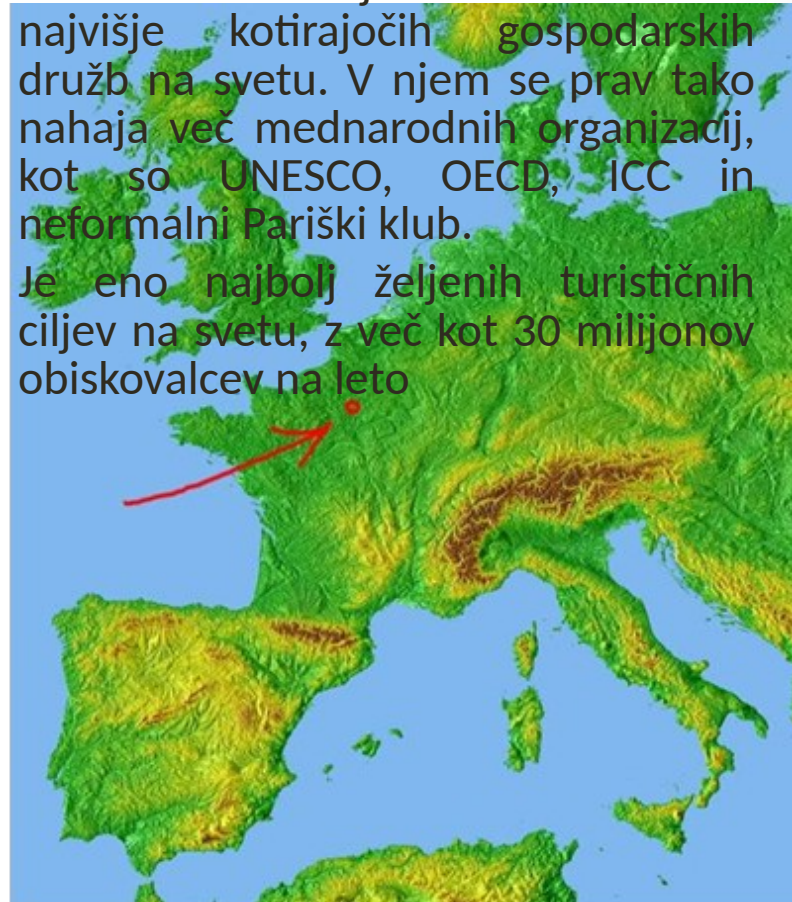 najvišje kotirajočih gospodarskih
družb na svetu. V njem se prav tako
nahaja več mednarodnih organizacij,
kot so UNESCO, OECD, ICC in
neformalni Pariški klub.
Je eno najbolj željenih turističnih
ciljev na svetu, z več kot 30 milijonov
obiskovalcev na leto